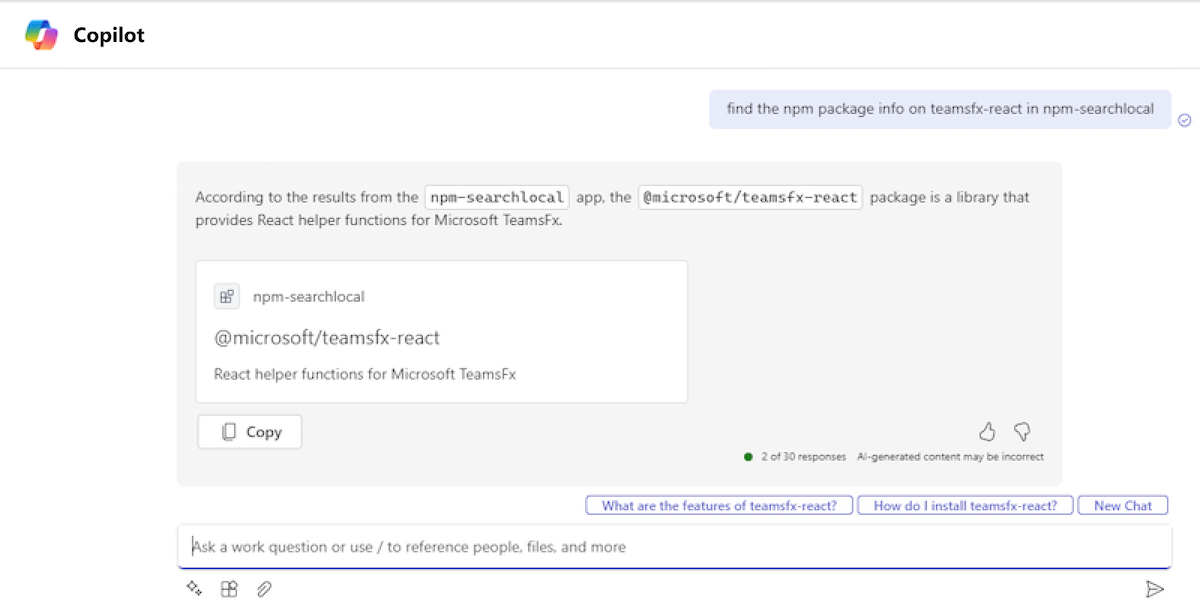 Copilot
find the npm package info on teamsfx-react in npm-searchlocal
According to the results from the npm-searchlocal app, the @microsoft/teamsfx-react package is a library that
provides React helper functions for Microsoft TeamsFx.
npm-searchlocal
@microsoft/teamsfx-react
React helper functions for Microsoft TeamsFx
Copy
2 of 30 responses AI-generated content may be incorrect
What are the features of teamsfx-react? How do I install teamsfx-react? New Chat
Ask a work question or use / to reference people, files, and more